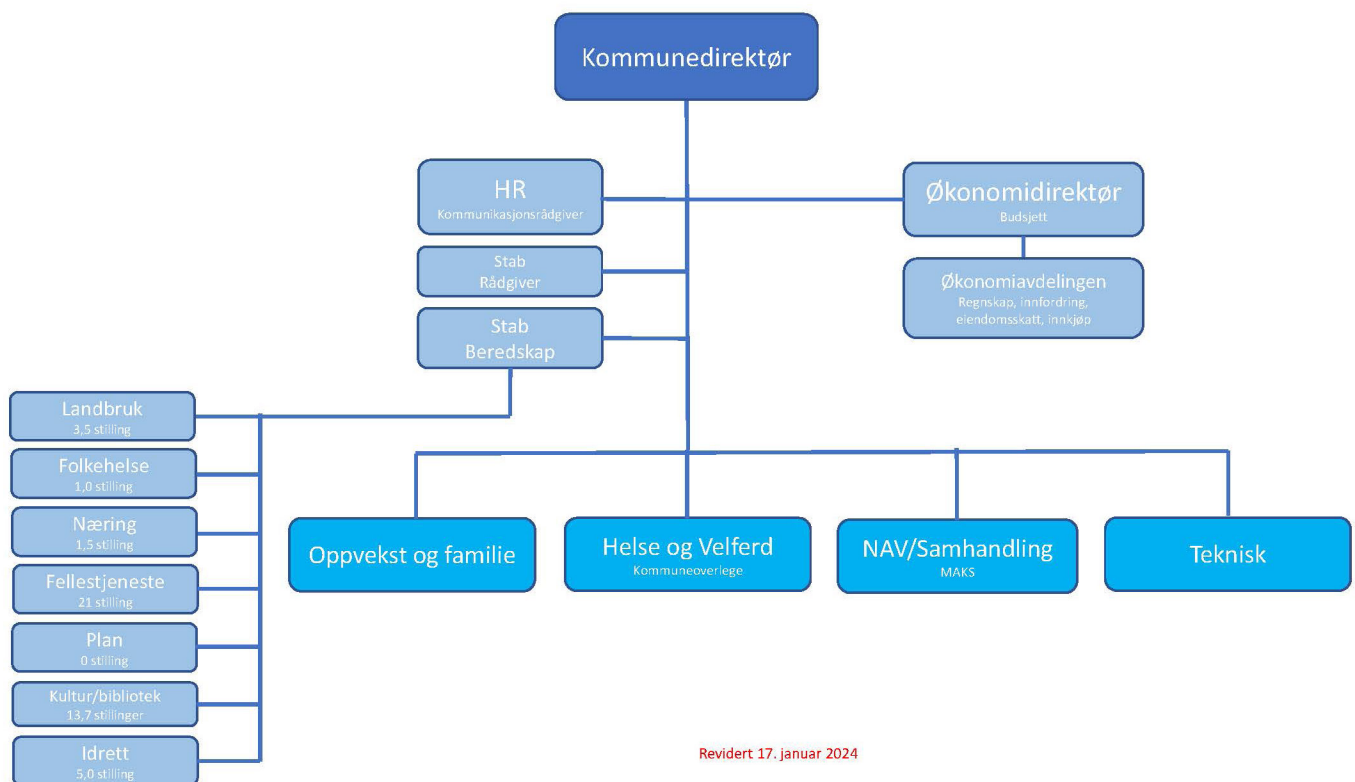 Kommunedirektør
HR
Kommunikasjonsrådgiver
Økonomidirektør
Budsjett
Stab
Rådgiver
Økonomiavdelingen
Regnskap, innfordring,
eiendomsskatt, innkjøp
Stab
Beredskap
Landbruk
3,5 stilling
Folkehelse
1,0 stilling
Næring
1,5 stilling
Fellestjeneste
21 stilling
Plan
0 stilling
Kultur/bibliotek
13,7 stillinger
Idrett
5,0 stilling
Oppvekst og familie
Helse og Velferd
Kommuneoverlege
NAV/Samhandling
MAKS
Teknisk
Revidert 17. januar 2024